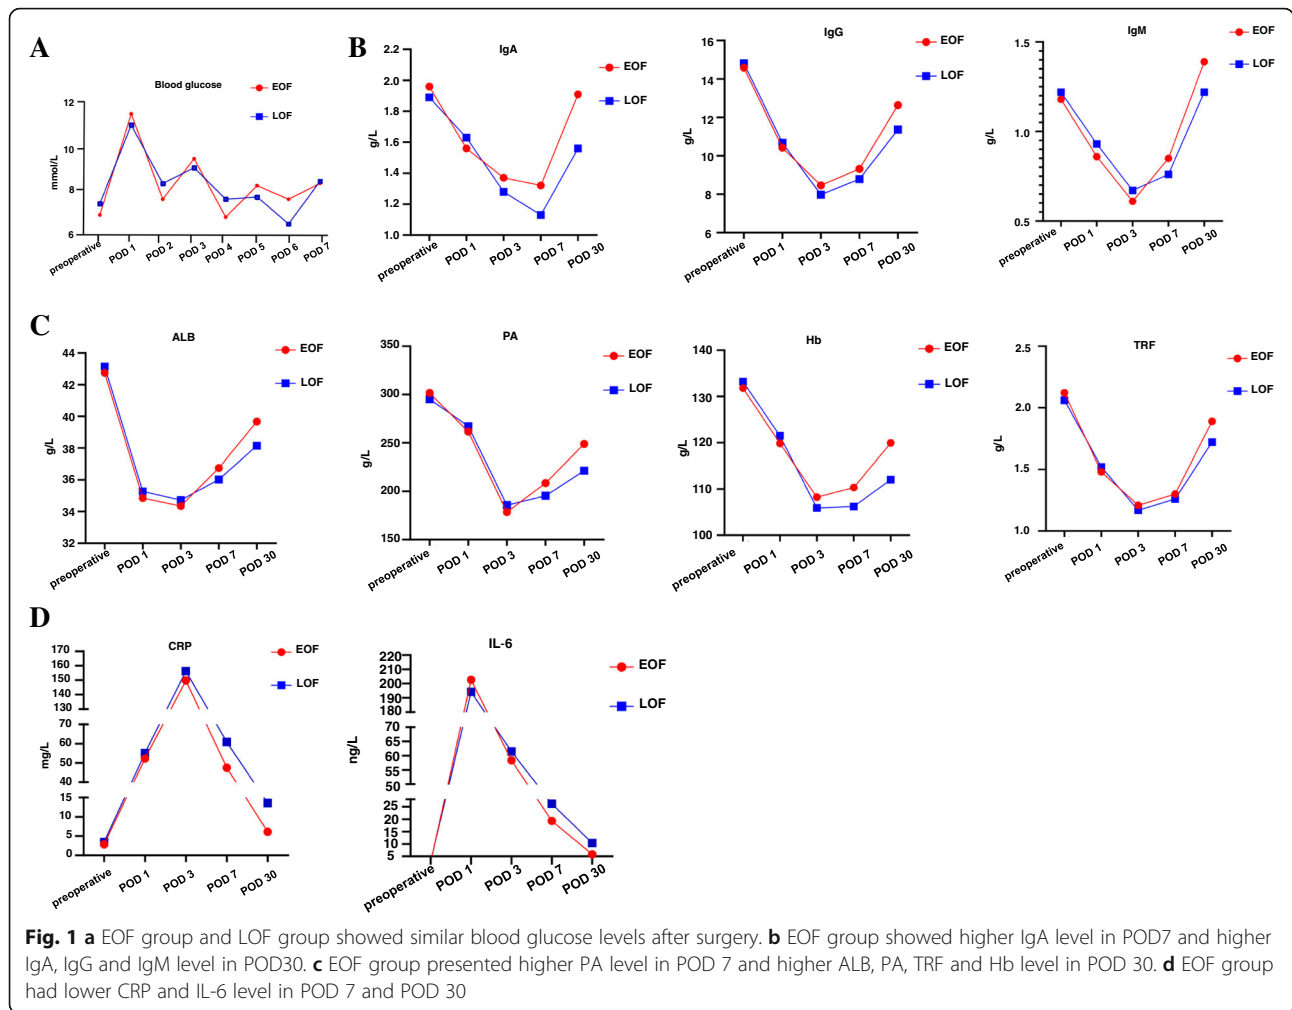 A
Blood glucose
EOF
LOF
mmol/L
12
10
8
6
preoperative
POD 1
POD 2
POD 3
POD 4
POD 5
POD 6
POD 7
B
IgA
EOF
LOF
g/L
2.2
2.0
1.8
1.6
1.4
1.2
1.0
preoperative
POD 1
POD 3
POD 7
POD 30
IgG
EOF
LOF
g/L
16
14
12
10
8
6
preoperative
POD 1
POD 3
POD 7
POD 30
IgM
EOF
LOF
g/L
1.5
1.0
0.5
preoperative
POD 1
POD 3
POD 7
POD 30
C
ALB
EOF
LOF
g/L
44
42
40
38
36
34
32
preoperative
POD 1
POD 3
POD 7
POD 30
PA
EOF
LOF
g/L
350
300
250
200
150
preoperative
POD 1
POD 3
POD 7
POD 30
Hb
EOF
LOF
g/L
140
130
120
110
100
preoperative
POD 1
POD 3
POD 7
POD 30
TRF
EOF
LOF
g/L
2.5
2.0
1.5
1.0
preoperative
POD 1
POD 3
POD 7
POD 30
D
CRP
EOF
LOF
mg/L
170
160
150
140
130
70
60
50
40
15
10
5
0
preoperative
POD 1
POD 3
POD 7
POD 30
IL-6
EOF
LOF
ng/L
220
210
200
190
180
70
65
60
55
50
25
20
15
10
5
preoperative
POD 1
POD 3
POD 7
POD 30
Fig. 1 a EOF group and LOF group showed similar blood glucose levels after surgery. b EOF group showed higher IgA level in POD7 and higher
IgA, IgG and IgM level in POD30. c EOF group presented higher PA level in POD 7 and higher ALB, PA, TRF and Hb level in POD 30. d EOF group
had lower CRP and IL-6 level in POD 7 and POD 30